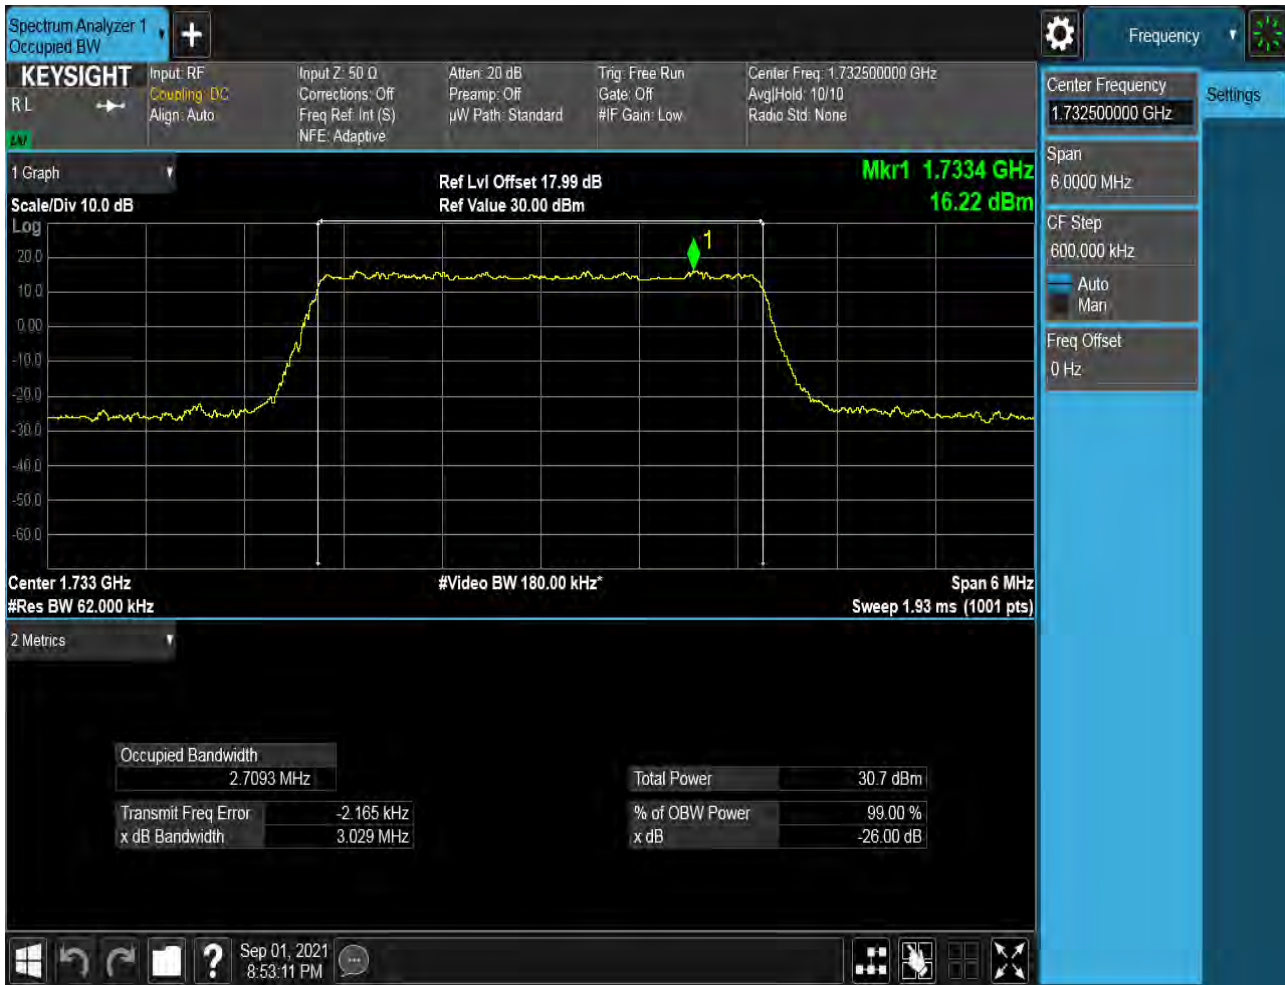 Spectrum Analyzer 1
Occupied BW
Frequency
KEYSIGHT
R L
Input: RF
Coupling: DC
Align: Auto
Input Z: 50 Ω
Corrections: Off
Freq Ref: Int (S)
NFE: Adaptive
Atten: 20 dB
Preamp: Off
µW Path: Standard
Trig: Free Run
Gate: Off
#IF Gain: Low
Center Freq: 1.732500000 GHz
Avg|Hold: 10/10
Radio Std: None
1 Graph
Scale/Div 10.0 dB
Ref Lvl Offset 17.99 dB
Ref Value 30.00 dBm
Mkr1 1.7334 GHz
16.22 dBm
Log
20.0
10.0
0.00
-10.0
-20.0
-30.0
-40.0
-50.0
-60.0
1
Center 1.733 GHz
#Video BW 180.00 kHz*
Span 6 MHz
#Res BW 62.000 kHz
Sweep 1.93 ms (1001 pts)
2 Metrics
Occupied Bandwidth
2.7093 MHz
Total Power 30.7 dBm
Transmit Freq Error -2.165 kHz
% of OBW Power 99.00 %
x dB Bandwidth 3.029 MHz
x dB -26.00 dB
Center Frequency
1.732500000 GHz
Settings
Span
6.0000 MHz
CF Step
600.000 kHz
Auto
Man
Freq Offset
0 Hz
?
Sep 01, 2021
8:53:11 PM